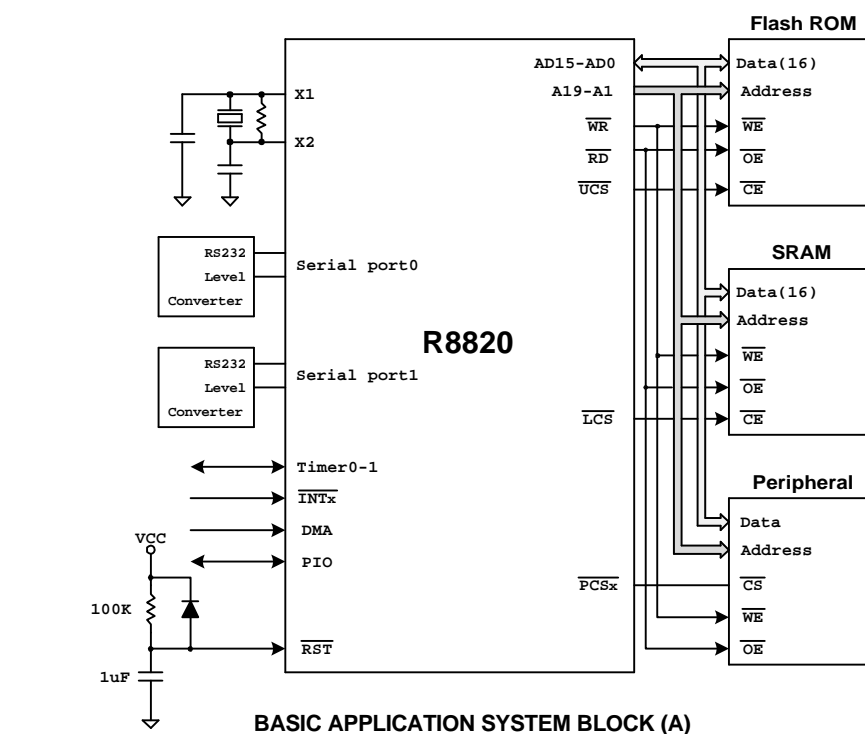 Flash ROM
AD15-AD0
Data(16)
A19-A1
Address
X1
WR
WE
X2
RD
OE
UCS
CE
RS232
Level
Converter
Serial port0
SRAM
Data(16)
Address
R8820
WE
RS232
Level
Converter
Serial port1
OE
LCS
CE
Timer0-1
INTx
DMA
PIO
Peripheral
Data
Address
VCC
100K
1uF
PCSx
CS
WE
RST
OE
BASIC APPLICATION SYSTEM BLOCK (A)